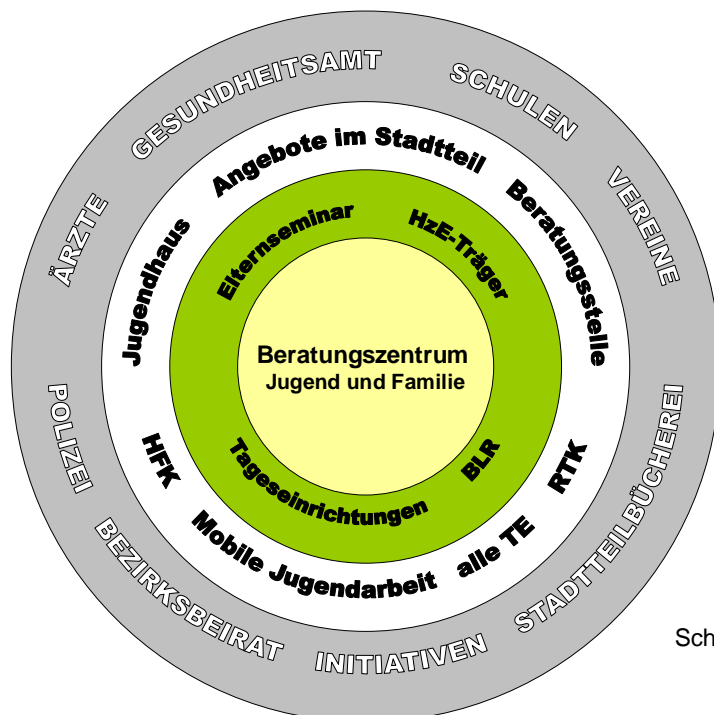 GESUNDHEITSAMT
SCHULEN
VEREINE
ÄRZTE
Angebote im Stadtteil
Jugendhaus
Beratungsstelle
Elternseminar
HzE-Träger
Beratungszentrum
Jugend und Familie
Tageseinrichtungen
BLR
HFK
RTK
Mobile Jugendarbeit
alle TE
POLIZEI
BEZIRKSBEIRAT
INITIATIVEN
STADTTEILBÜCHEREI
Sch